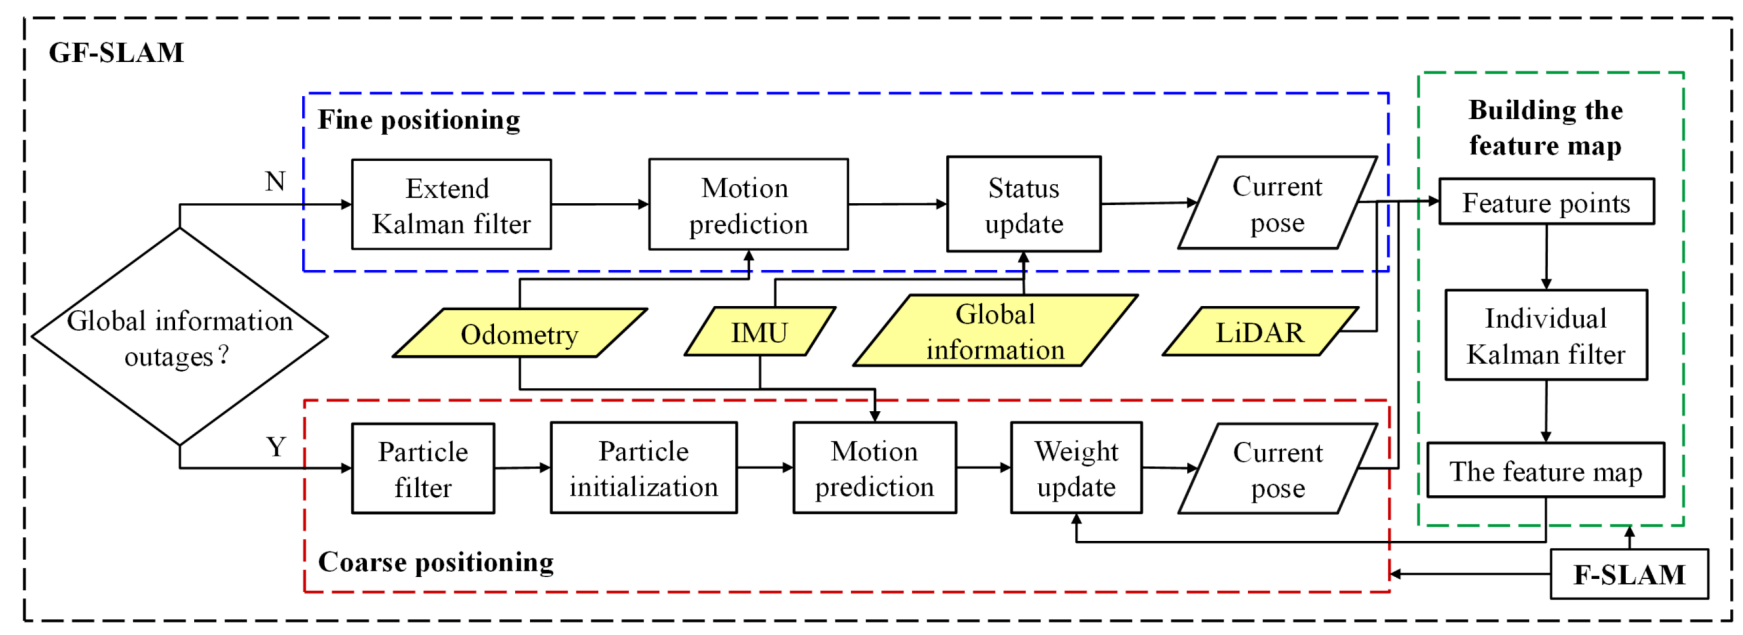 GF-SLAM
Fine positioning
Building the
feature map
N
Extend
Kalman filter
Motion
prediction
Status
update
Current
pose
Feature points
Global information
outages？
Odometry
IMU
Global
information
LiDAR
Individual
Kalman filter
Y
Particle
filter
Particle
initialization
Motion
prediction
Weight
update
Current
pose
The feature map
Coarse positioning
F-SLAM